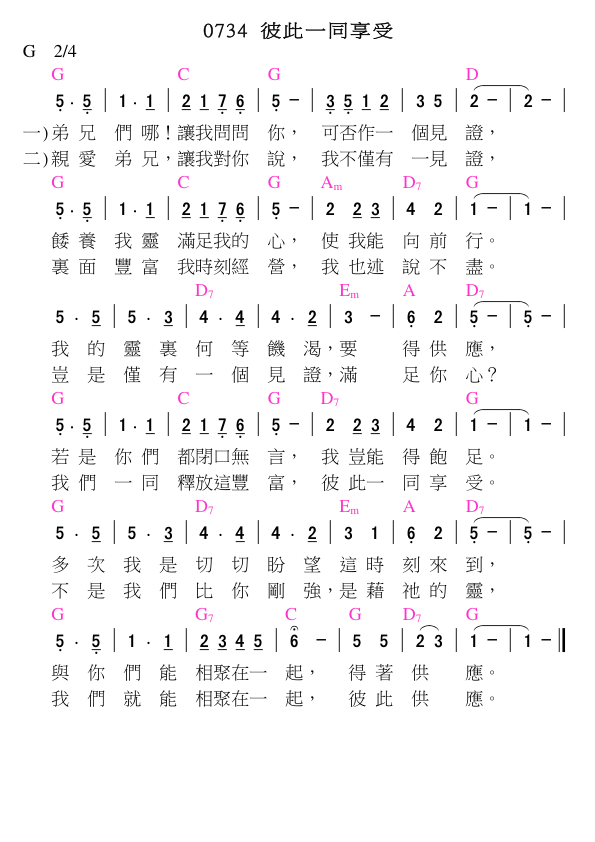 0734 彼此一同享受
G 2/4
G C G D
5 . 5 | 1 . 1 | 2 1 7 6 | 5 – | 3 5 1 2 | 3 5 | 2 – | 2 – |
一)弟 兄 們 哪！讓我問問 你， 可否作一 個見 證，
二)親 愛 弟 兄，讓我對你 說， 我不僅有 一見 證，
G C G Am D7 G
5 . 5 | 1 . 1 | 2 1 7 6 | 5 – | 2 2 3 | 4 2 | 1 – | 1 – |
餧 養 我 靈 滿足我的 心， 使 我能 向 前 行。
裏 面 豐 富 我時刻經 營， 我 也述 說 不 盡。
D7 Em A D7
5 . 5 | 5 . 3 | 4 . 4 | 4 . 2 | 3 – | 6 2 | 5 – | 5 – |
我 的 靈 裏 何 等 饑 渴，要 得 供 應，
豈 是 僅 有 一 個 見 證，滿 足 你 心？
G C G D7 G
5 . 5 | 1 . 1 | 2 1 7 6 | 5 – | 2 2 3 | 4 2 | 1 – | 1 – |
若 是 你 們 都閉口無 言， 我 豈能 得 飽 足。
我 們 一 同 釋放這豐 富， 彼 此一 同 享 受。
G D7 Em A D7
5 . 5 | 5 . 3 | 4 . 4 | 4 . 2 | 3 1 | 6 2 | 5 – | 5 – |
多 次 我 是 切 切 盼 望 這 時 刻 來 到，
不 是 我 們 比 你 剛 強，是 藉 祂 的 靈，
G G7 C G D7 G
5 . 5 | 1 . 1 | 2 3 4 5 | 6 – | 5 5 | 2 3 | 1 – | 1 – ‖
與 你 們 能 相聚在一 起， 得 著 供 應。
我 們 就 能 相聚在一 起， 彼 此 供 應。